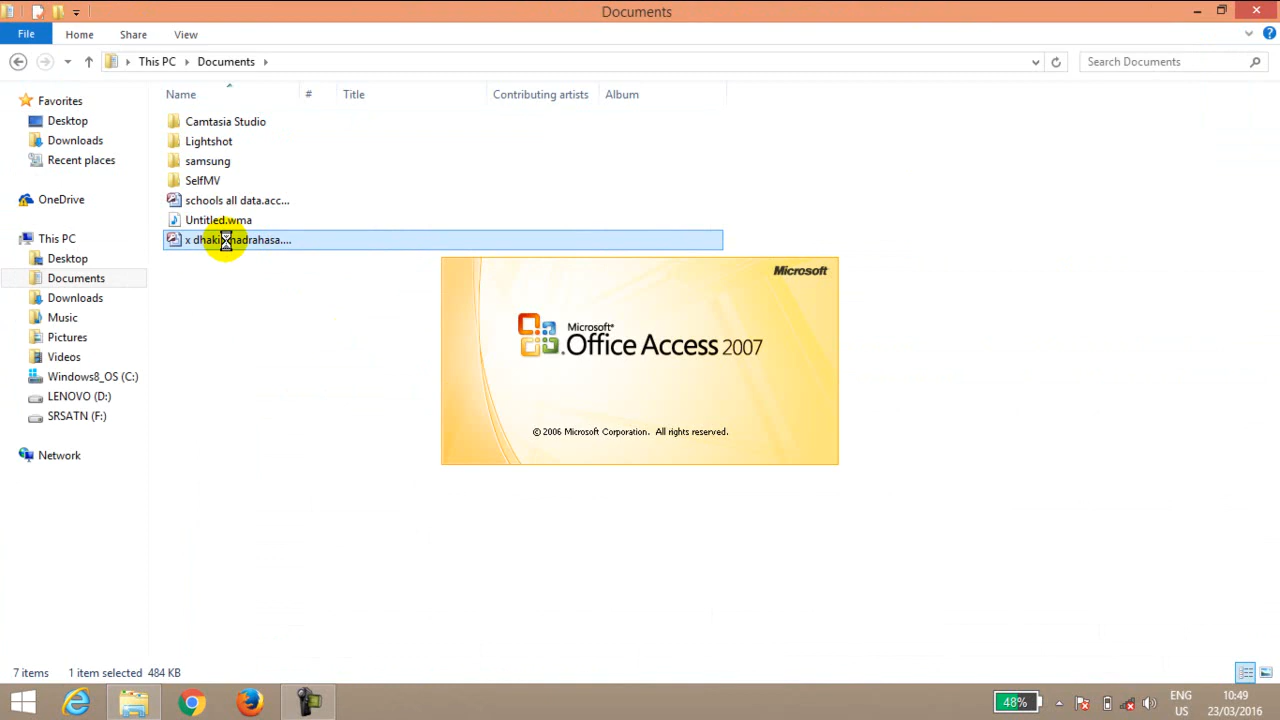 Documents
File Home Share View
This PC Documents
Search Documents
Name # Title Contributing artists Album
Favorites
Desktop
Downloads
Recent places
OneDrive
This PC
Desktop
Documents
Downloads
Music
Pictures
Videos
Windows8_OS (C:)
LENOVO (D:)
SRSATN (F:)
Network
Camtasia Studio
Lightshot
samsung
SelfMV
schools all data.acc...
Untitled.wma
x dhaki madrahasa....
Microsoft
Microsoft®
Office Access 2007
© 2006 Microsoft Corporation. All rights reserved.
7 items 1 item selected 484 KB
48%
ENG
US
10:49
23/03/2016